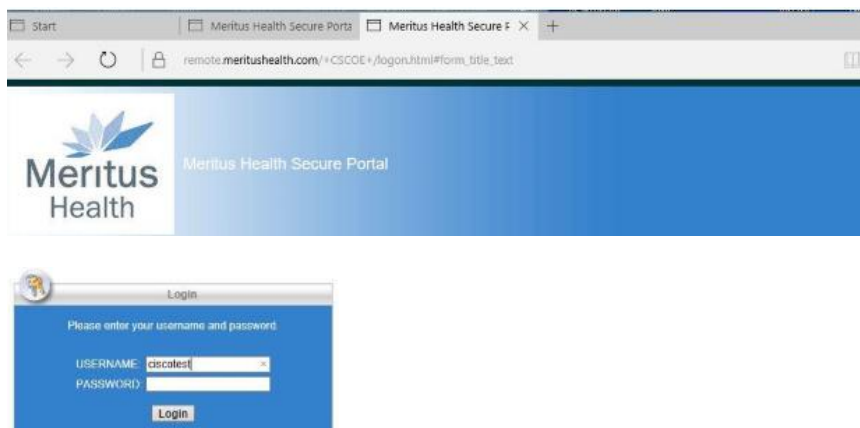 Start
Meritus Health Secure Porta
Meritus Health Secure F
remote.meritushealth.com/+CSCOE+/logon.html#form_title_text
Meritus Health
Meritus Health Secure Portal
Login
Please enter your username and password
USERNAME: ciscotest
PASSWORD:
Login